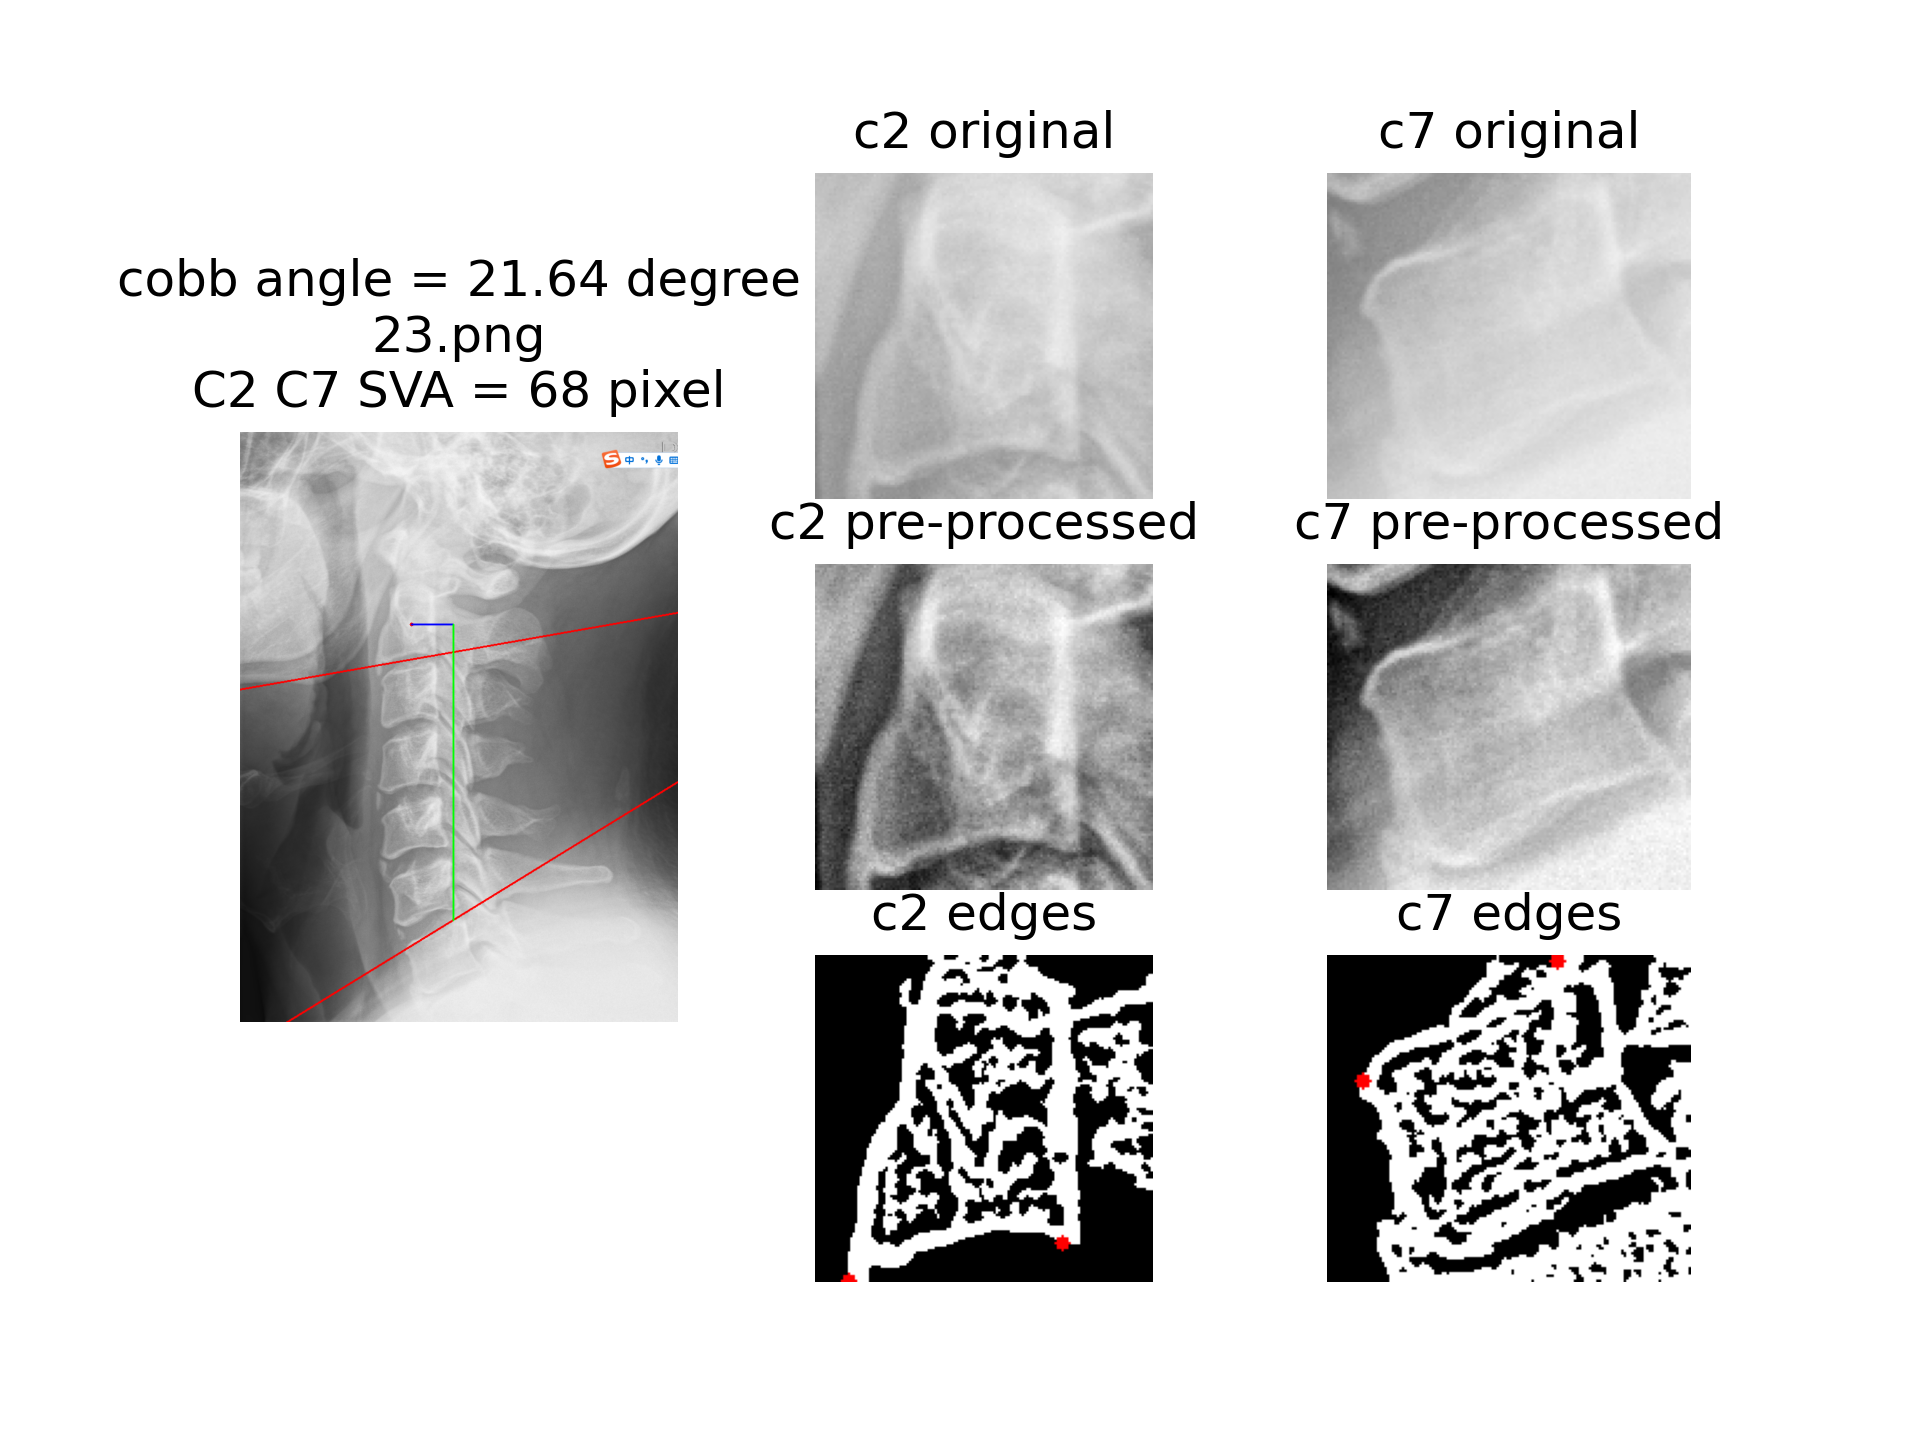 cobb angle = 21.64 degree
23.png
C2 C7 SVA = 68 pixel
S 中
c2 original
c7 original
c2 pre-processed
c7 pre-processed
c2 edges
c7 edges